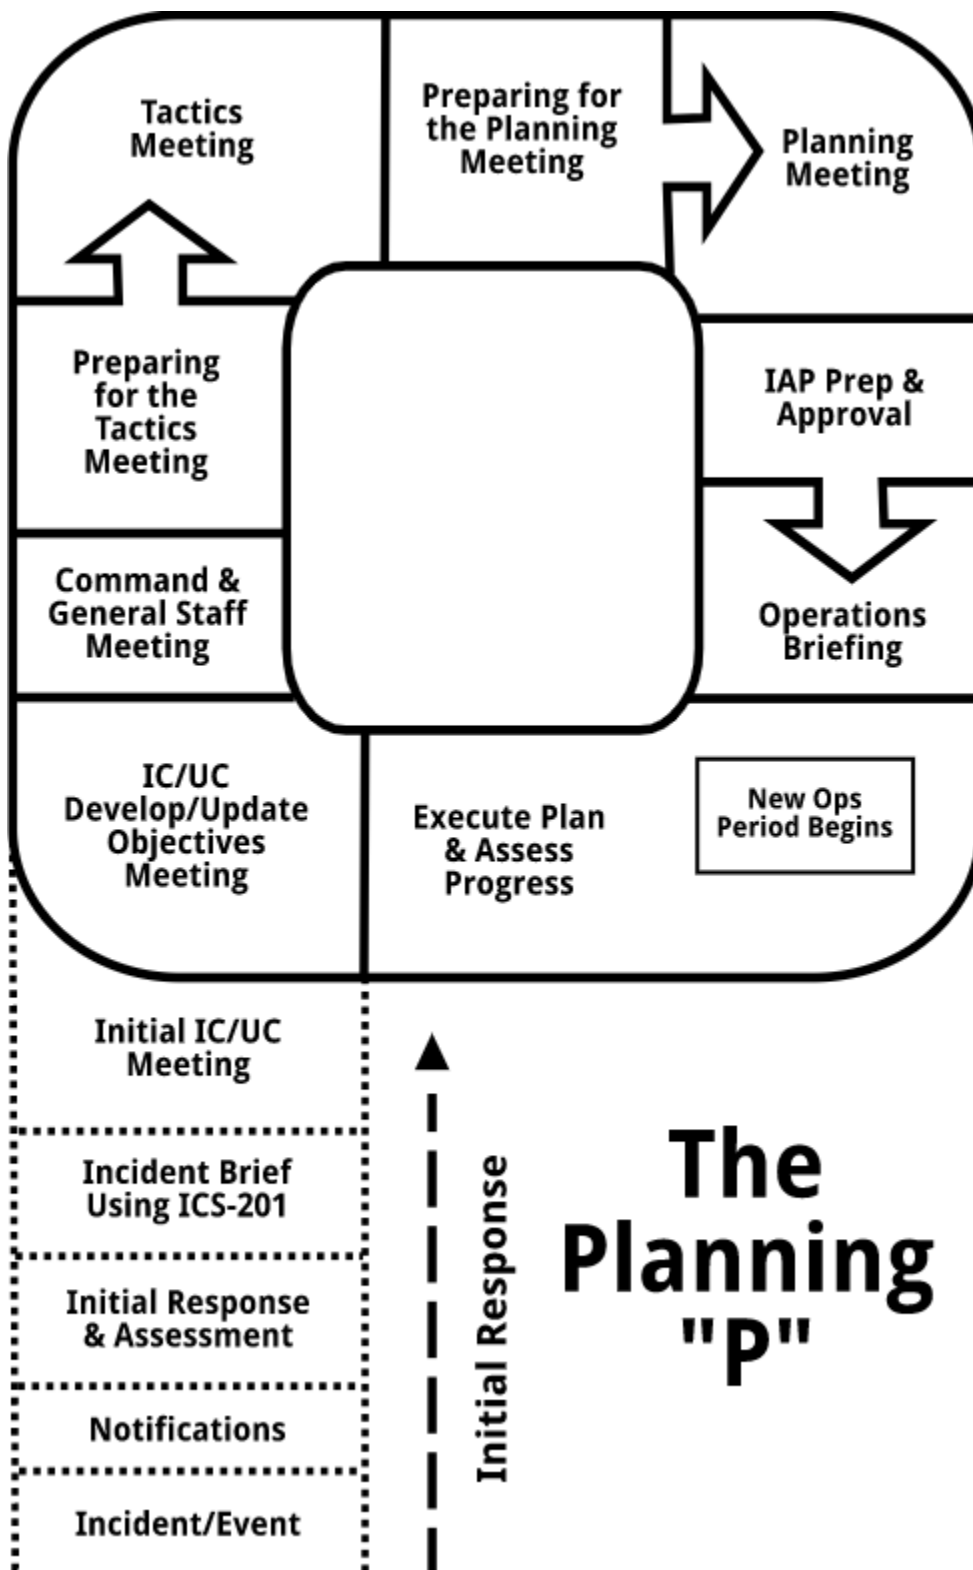 Tactics
Meeting
Preparing for
the Planning
Meeting
Planning
Meeting
Preparing
for the
Tactics
Meeting
IAP Prep &
Approval
Command &
General Staff
Meeting
Operations
Briefing
IC/UC
Develop/Update
Objectives
Meeting
Execute Plan
& Assess
Progress
New Ops
Period Begins
Initial IC/UC
Meeting
Incident Brief
Using ICS-201
Initial Response
& Assessment
Notifications
Incident/Event
Initial Response
The
Planning
"P"